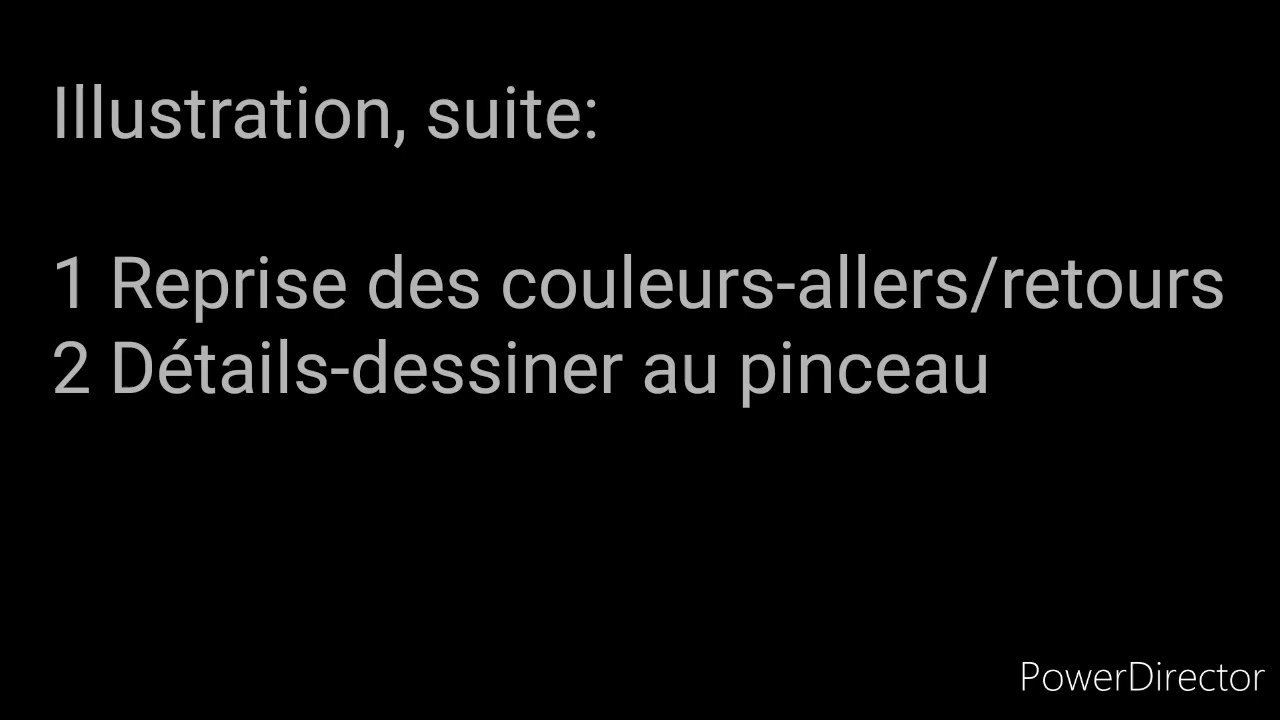 Illustration, suite:
1 Reprise des couleurs-allers/retours
2 Détails-dessiner au pinceau
PowerDirector